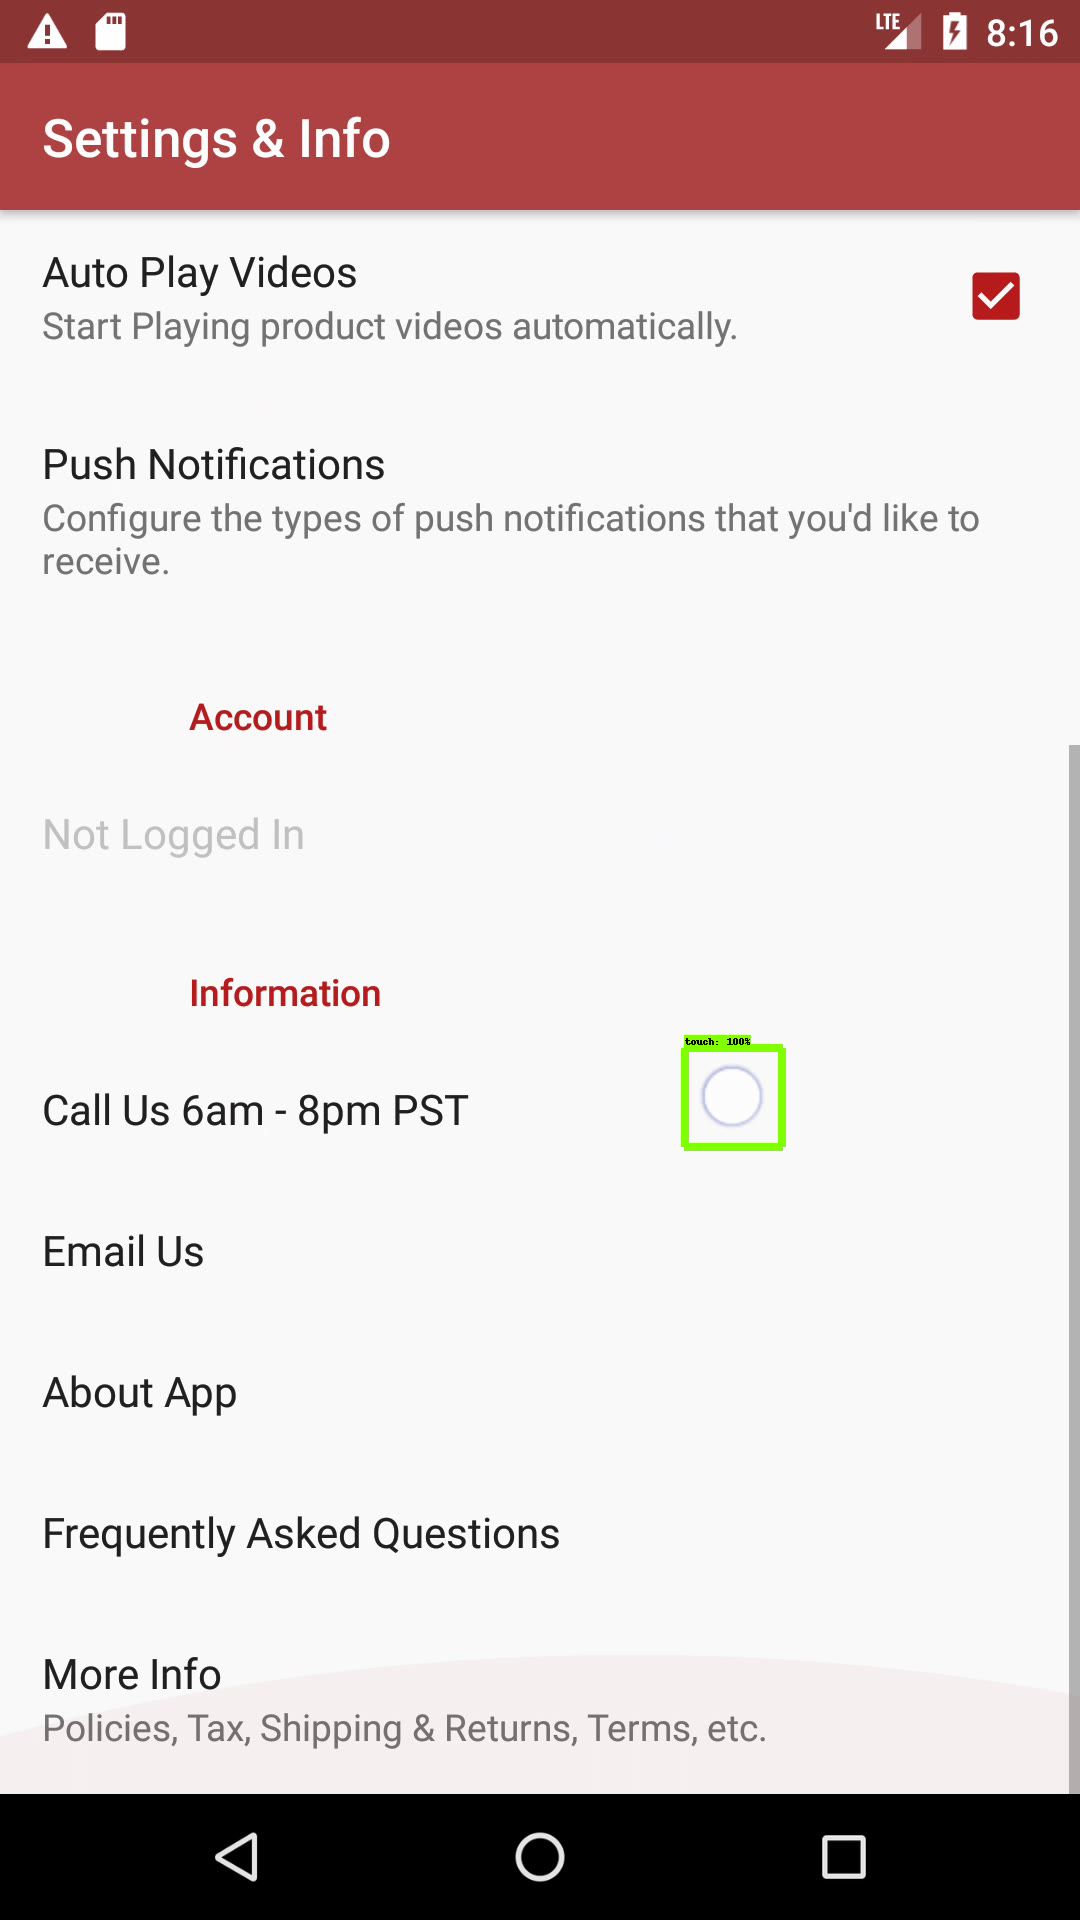 LTE 8:16
Settings & Info
Auto Play Videos
Start Playing product videos automatically.
Push Notifications
Configure the types of push notifications that you'd like to
receive.
Account
Not Logged In
Information
touch: 100%
Call Us 6am - 8pm PST
Email Us
About App
Frequently Asked Questions
More Info
Policies, Tax, Shipping & Returns, Terms, etc.